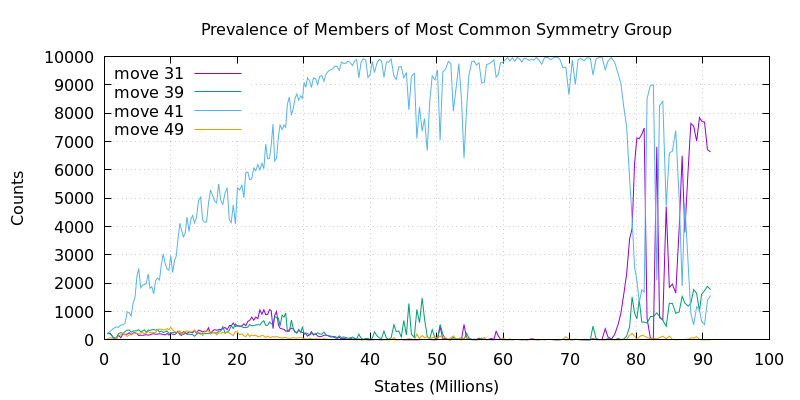 Prevalence of Members of Most Common Symmetry Group
10000
9000
8000
7000
6000
5000
4000
3000
2000
1000
0
Counts
move 31
move 39
move 41
move 49
0 10 20 30 40 50 60 70 80 90 100
States (Millions)